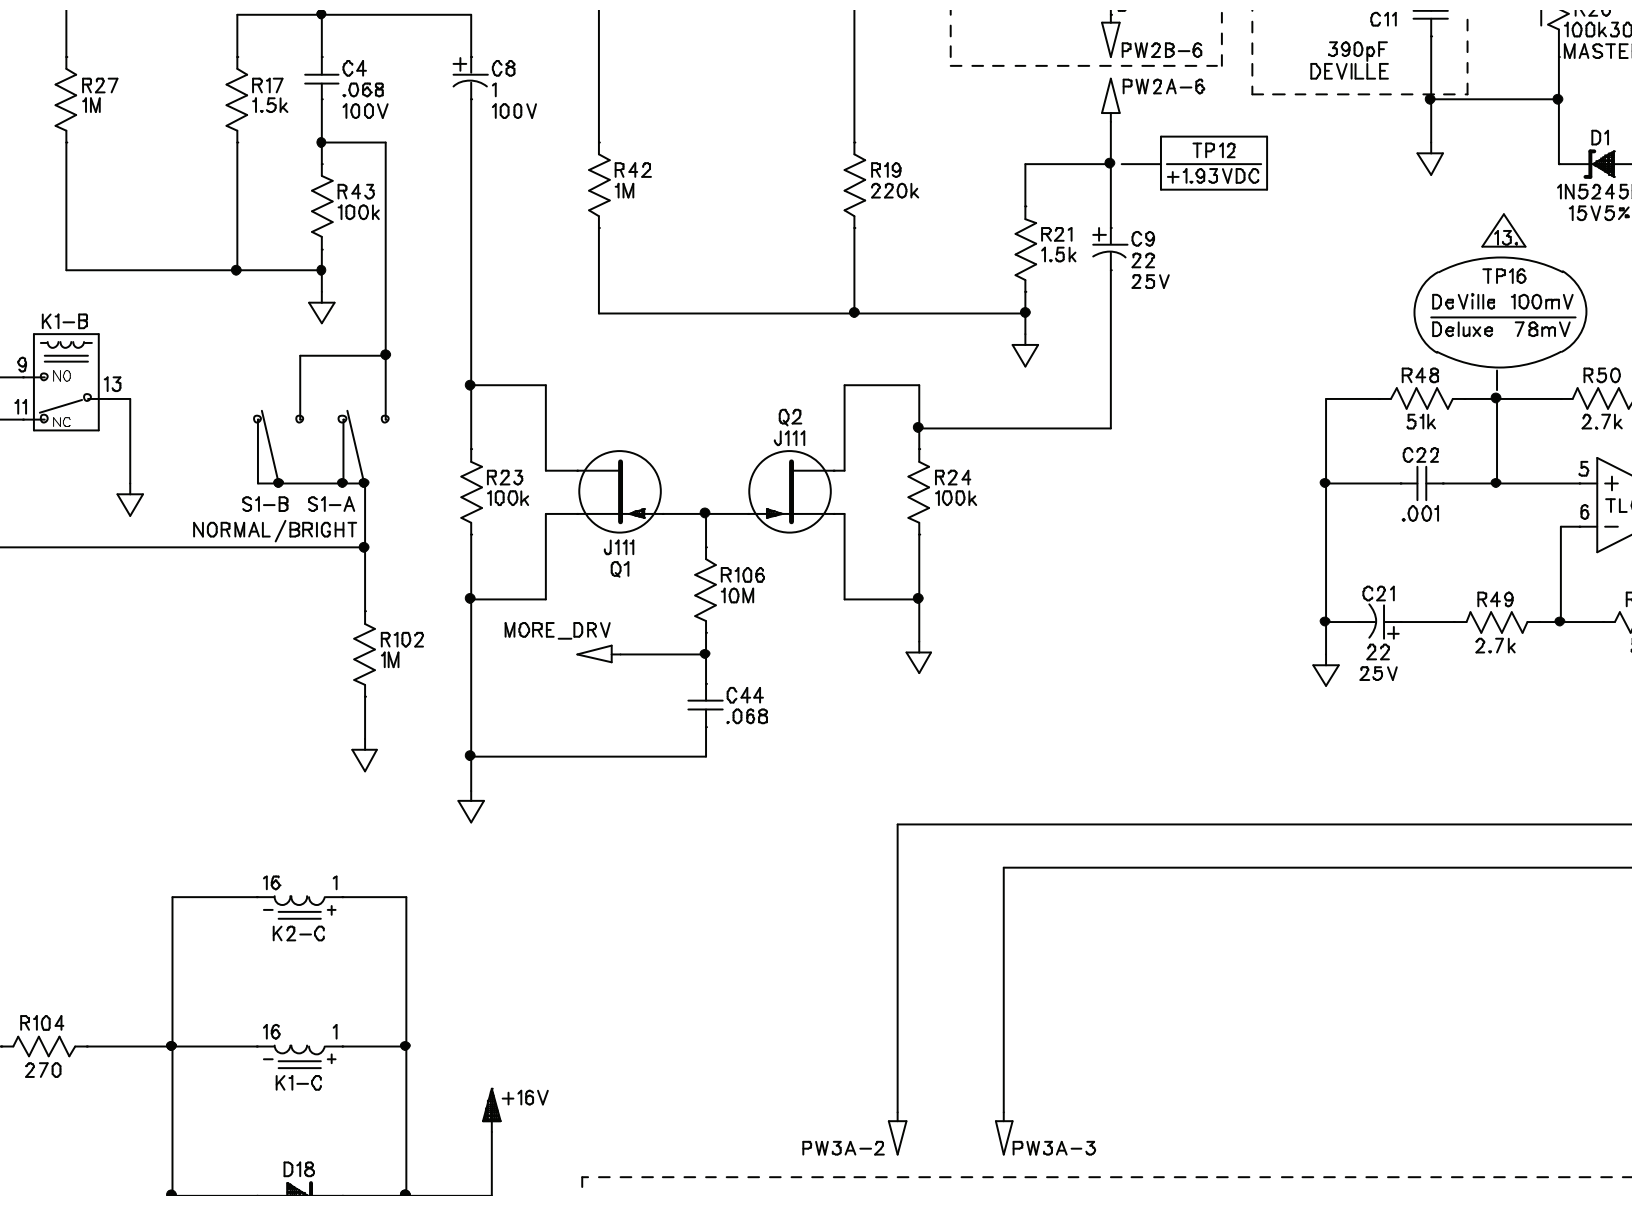 R27
1M
R17
1.5k
C4
.068
100V
+
C8
1
100V
R43
100k
R42
1M
R19
220k
PW2B-6
PW2A-6
TP12
+1.93VDC
R21
1.5k
+
C9
22
25V
C11
390pF
DEVILLE
100k30
MASTE
D1
1N5245
15V5%
13.
TP16
DeVille 100mV
Deluxe 78mV
K1-B
9
NO
13
11
NC
S1-B S1-A
NORMAL/BRIGHT
R102
1M
R23
100k
J111
Q1
Q2
J111
R24
100k
R106
10M
MORE_DRV
C44
.068
R48
51k
R50
2.7k
C22
.001
5
+
6
-
TL
C21
+
22
25V
R49
2.7k
R
16 1
- +
K2-C
16 1
- +
K1-C
R104
270
+16V
D18
PW3A-2
PW3A-3